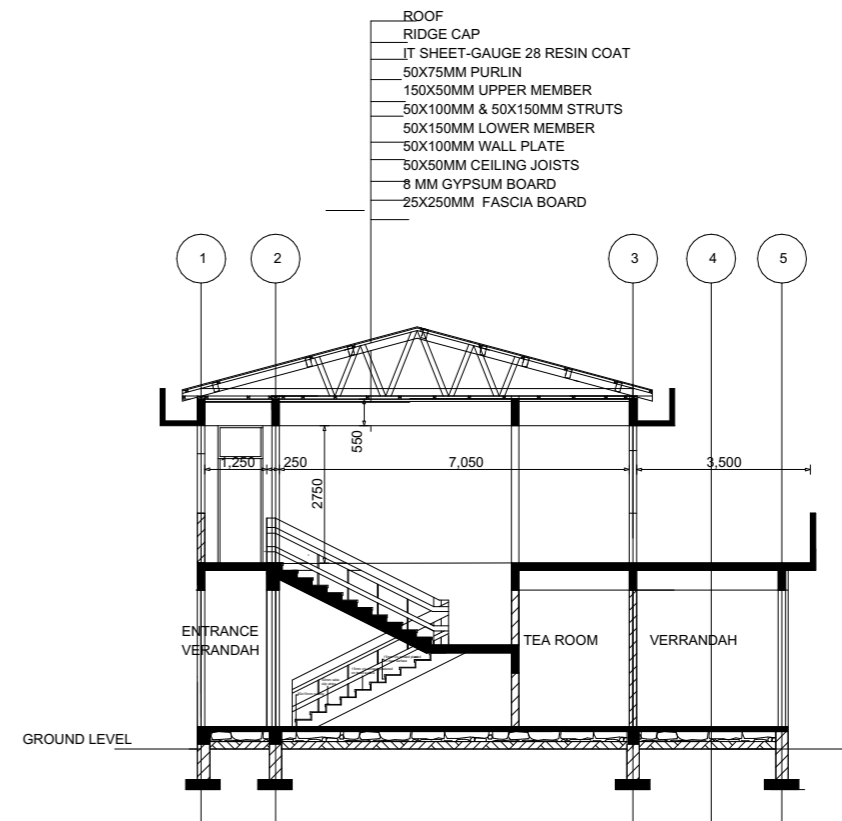 ROOF
RIDGE CAP
IT SHEET-GAUGE 28 RESIN COAT
50X75MM PURLIN
150X50MM UPPER MEMBER
50X100MM & 50X150MM STRUTS
50X150MM LOWER MEMBER
50X100MM WALL PLATE
50X50MM CEILING JOISTS
8 MM GYPSUM BOARD
25X250MM FASCIA BOARD
1 2 3 4 5
550
1,250 250 7,050 3,500
2750
ENTRANCE
VERANDAH
TEA ROOM VERRANDAH
GROUND LEVEL